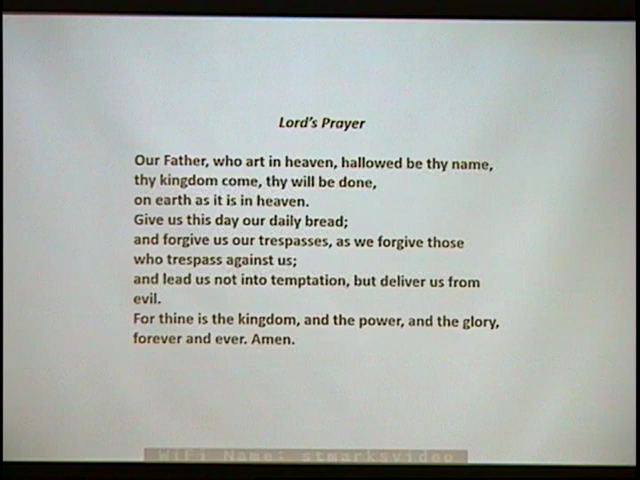 Lord's Prayer
Our Father, who art in heaven, hallowed be thy name,
thy kingdom come, thy will be done,
on earth as it is in heaven.
Give us this day our daily bread;
and forgive us our trespasses, as we forgive those
who trespass against us;
and lead us not into temptation, but deliver us from
evil.
For thine is the kingdom, and the power, and the glory,
forever and ever. Amen.
WiFi Name: stmarksvideo